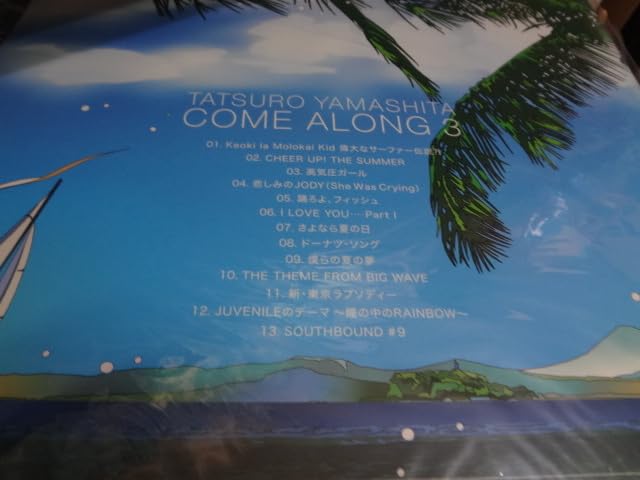 TATSURO YAMASHITA
COME ALONG 3
01. Keoki la Molokai Kid 偉大なサーファー伝説
02. CHEER UP! THE SUMMER
03. 高気圧ガール
04. 悲しみのJODY (She Was Crying)
05. 踊ろよ、フィッシュ
06. I LOVE YOU‥‥Part I
07. さよなら夏の日
08. ドーナツ・ソング
09. 僕らの夏の夢
10. THE THEME FROM BIG WAVE
11. 新・東京ラプソディー
12. JUVENILEのテーマ ～瞳の中のRAINBOW～
13. SOUTHBOUND #9